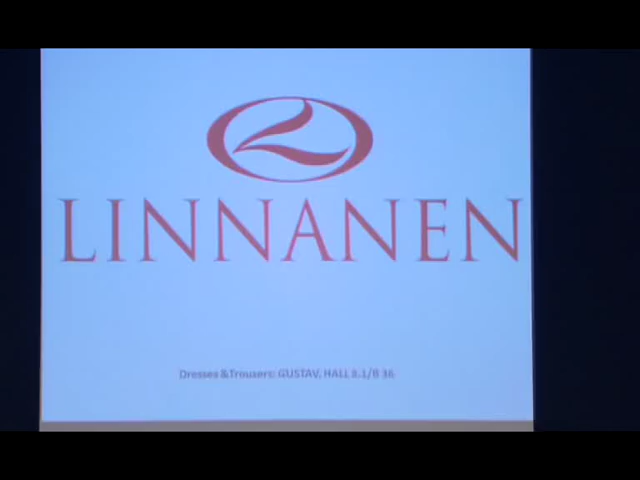 LINNANEN
Dresses &Trousers: GUSTAV, HALL 8.1/B 36